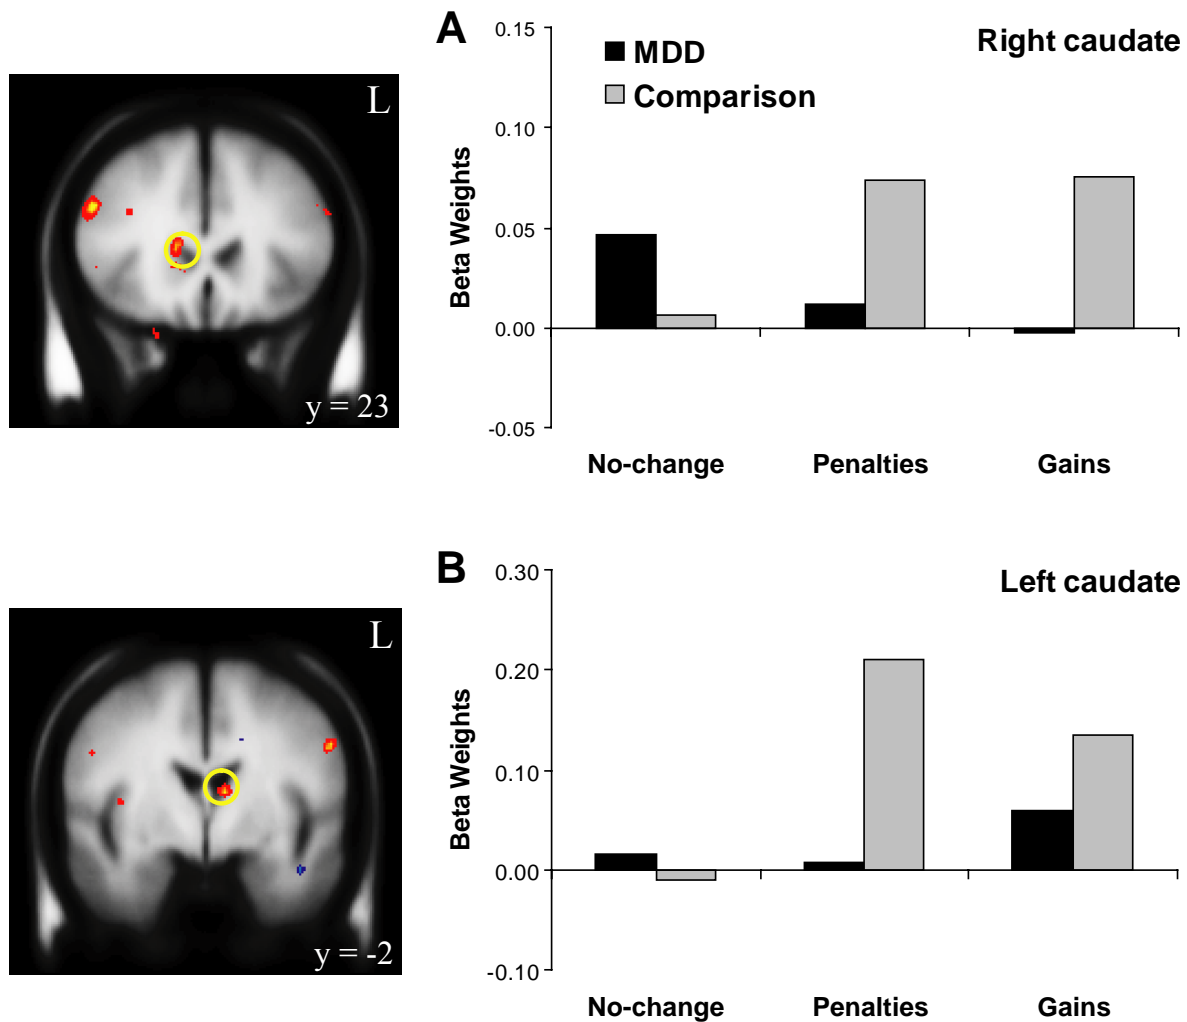 L
y = 23
A
Right caudate
MDD
Comparison
Beta Weights
0.15
0.10
0.05
0.00
-0.05
No-change Penalties Gains
L
y = -2
B
Left caudate
Beta Weights
0.30
0.20
0.10
0.00
-0.10
No-change Penalties Gains